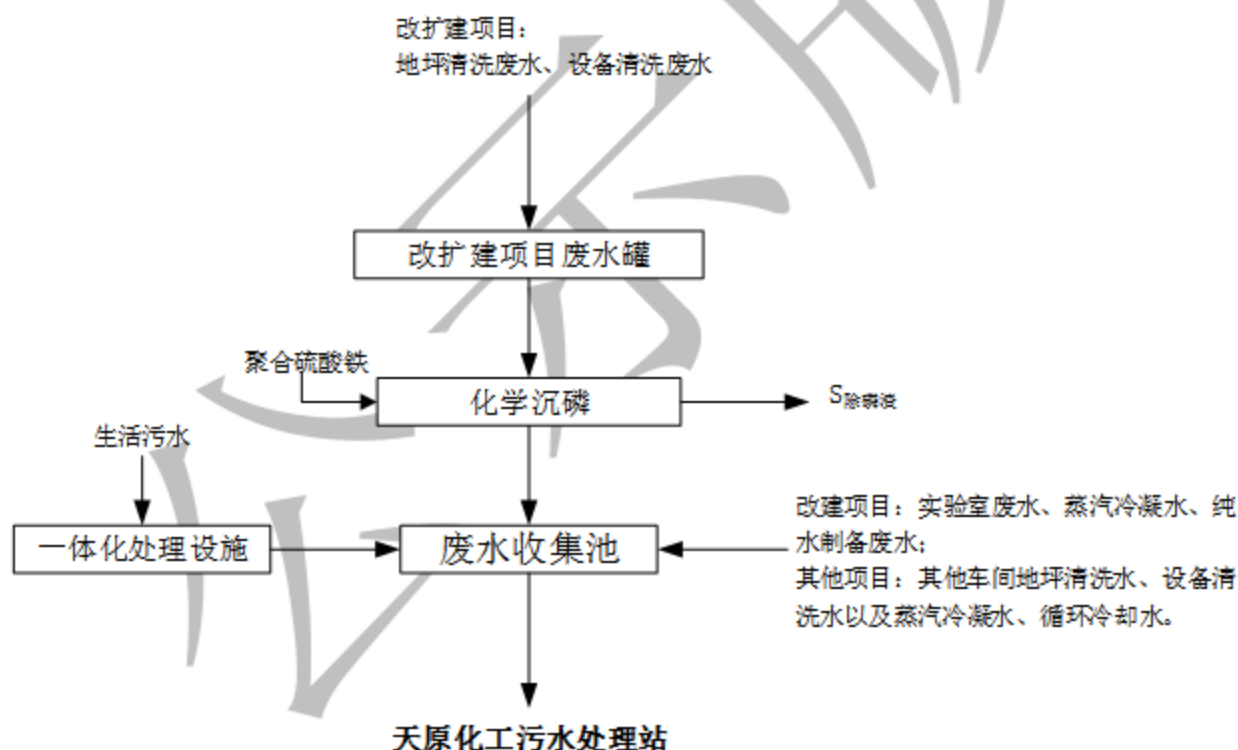 改扩建项目：
地坪清洗废水、设备清洗废水
改扩建项目废水罐
聚合硫酸铁
化学沉磷
S除磷渣
生活污水
一体化处理设施
废水收集池
改建项目：实验室废水、蒸汽冷凝水、纯
水制备废水；
其他项目：其他车间地坪清洗水、设备清
洗水以及蒸汽冷凝水、循环冷却水。
天原化工污水处理站